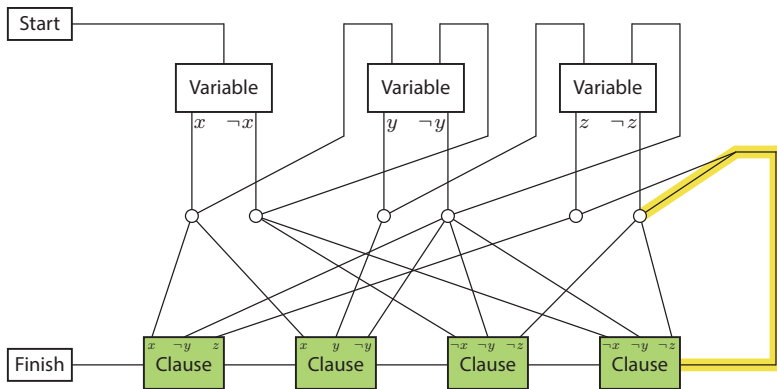 Start
Variable Variable Variable
x ¬x y ¬y z ¬z
x ¬y z x y ¬y ¬x ¬y ¬z ¬x ¬y ¬z
Finish Clause Clause Clause Clause